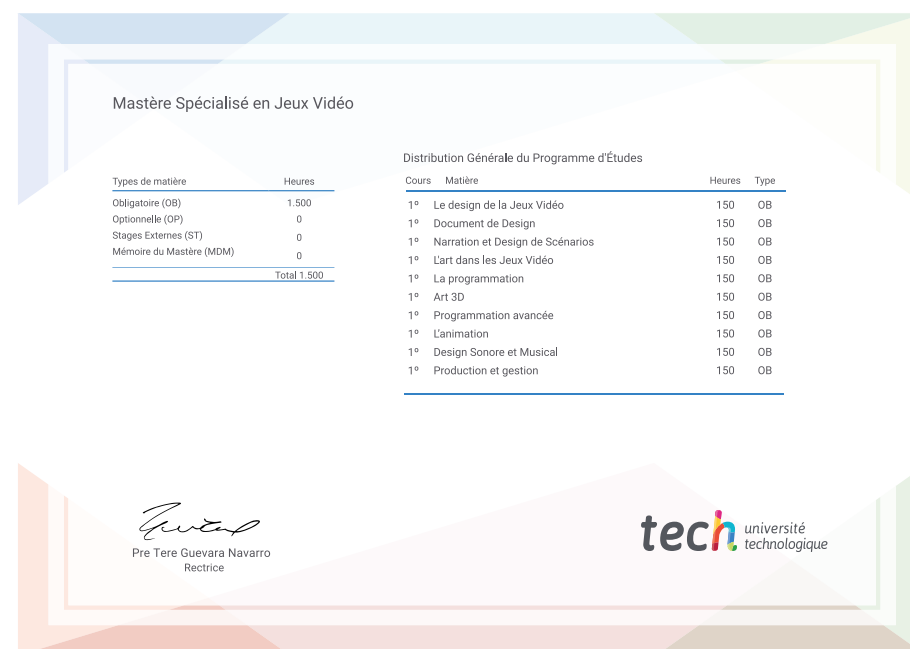 Mastère Spécialisé en Jeux Vidéo
Types de matière Heures
Obligatoire (OB) 1.500
Optionnelle (OP) 0
Stages Externes (ST) 0
Mémoire du Mastère (MDM) 0
Total 1.500
Distribution Générale du Programme d'Études
Cours Matière Heures Type
1º Le design de la Jeux Vidéo 150 OB
1º Document de Design 150 OB
1º Narration et Design de Scénarios 150 OB
1º L'art dans les Jeux Vidéo 150 OB
1º La programmation 150 OB
1º Art 3D 150 OB
1º Programmation avancée 150 OB
1º L'animation 150 OB
1º Design Sonore et Musical 150 OB
1º Production et gestion 150 OB
Pre Tere Guevara Navarro
Rectrice
tech université
technologique